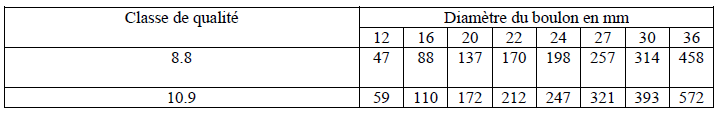 Classe de qualité Diamètre du boulon en mm
12 16 20 22 24 27 30 36
8.8 47 88 137 170 198 257 314 458
10.9 59 110 172 212 247 321 393 572